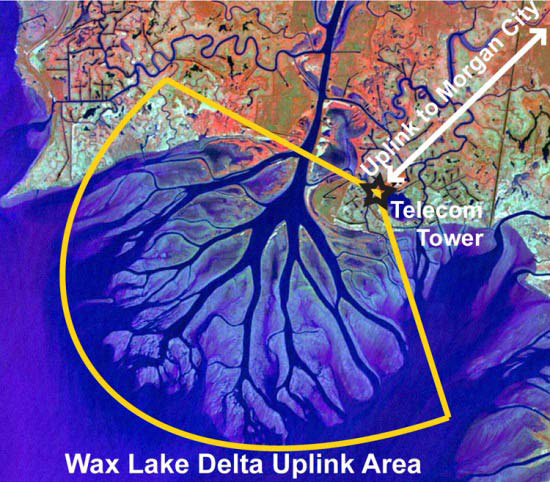 Uplink to Morgan City
Telecom
Tower
Wax Lake Delta Uplink Area